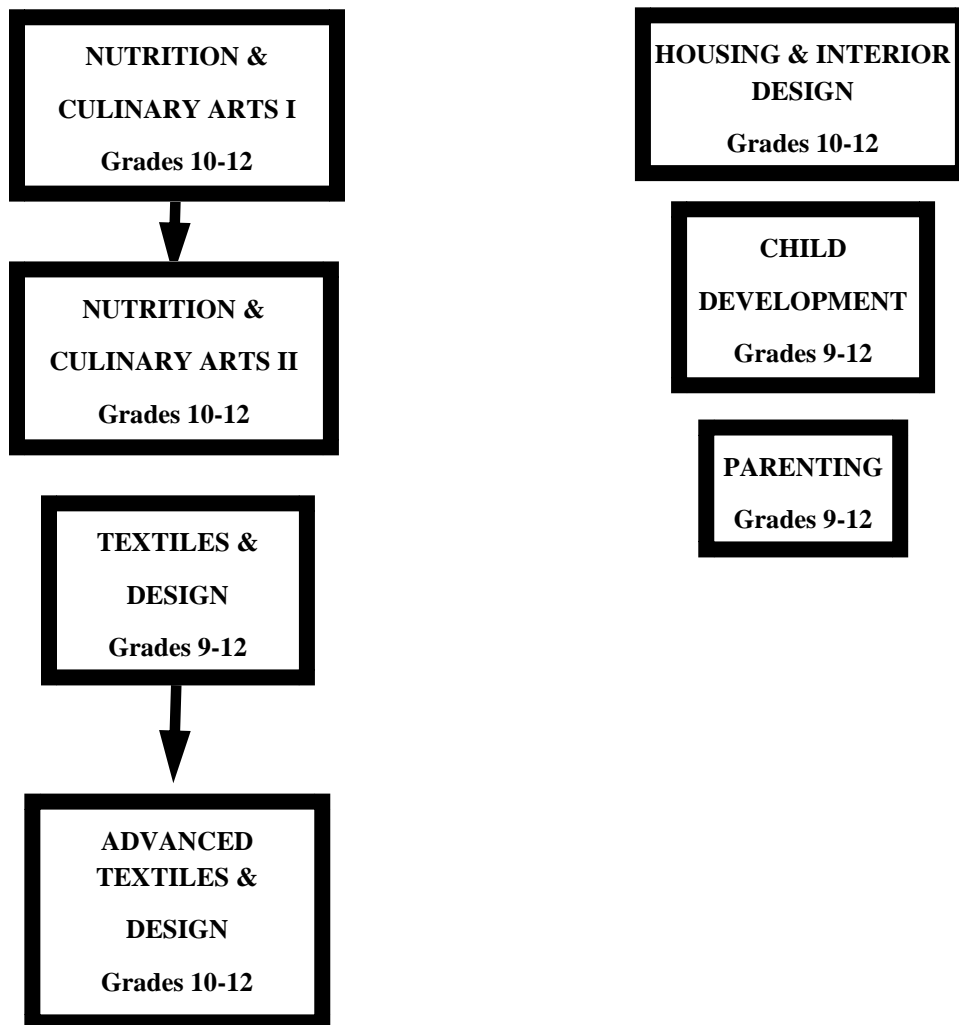 NUTRITION &
CULINARY ARTS I
Grades 10-12
NUTRITION &
CULINARY ARTS II
Grades 10-12
TEXTILES &
DESIGN
Grades 9-12
ADVANCED
TEXTILES &
DESIGN
Grades 10-12
HOUSING & INTERIOR
DESIGN
Grades 10-12
CHILD
DEVELOPMENT
Grades 9-12
PARENTING
Grades 9-12